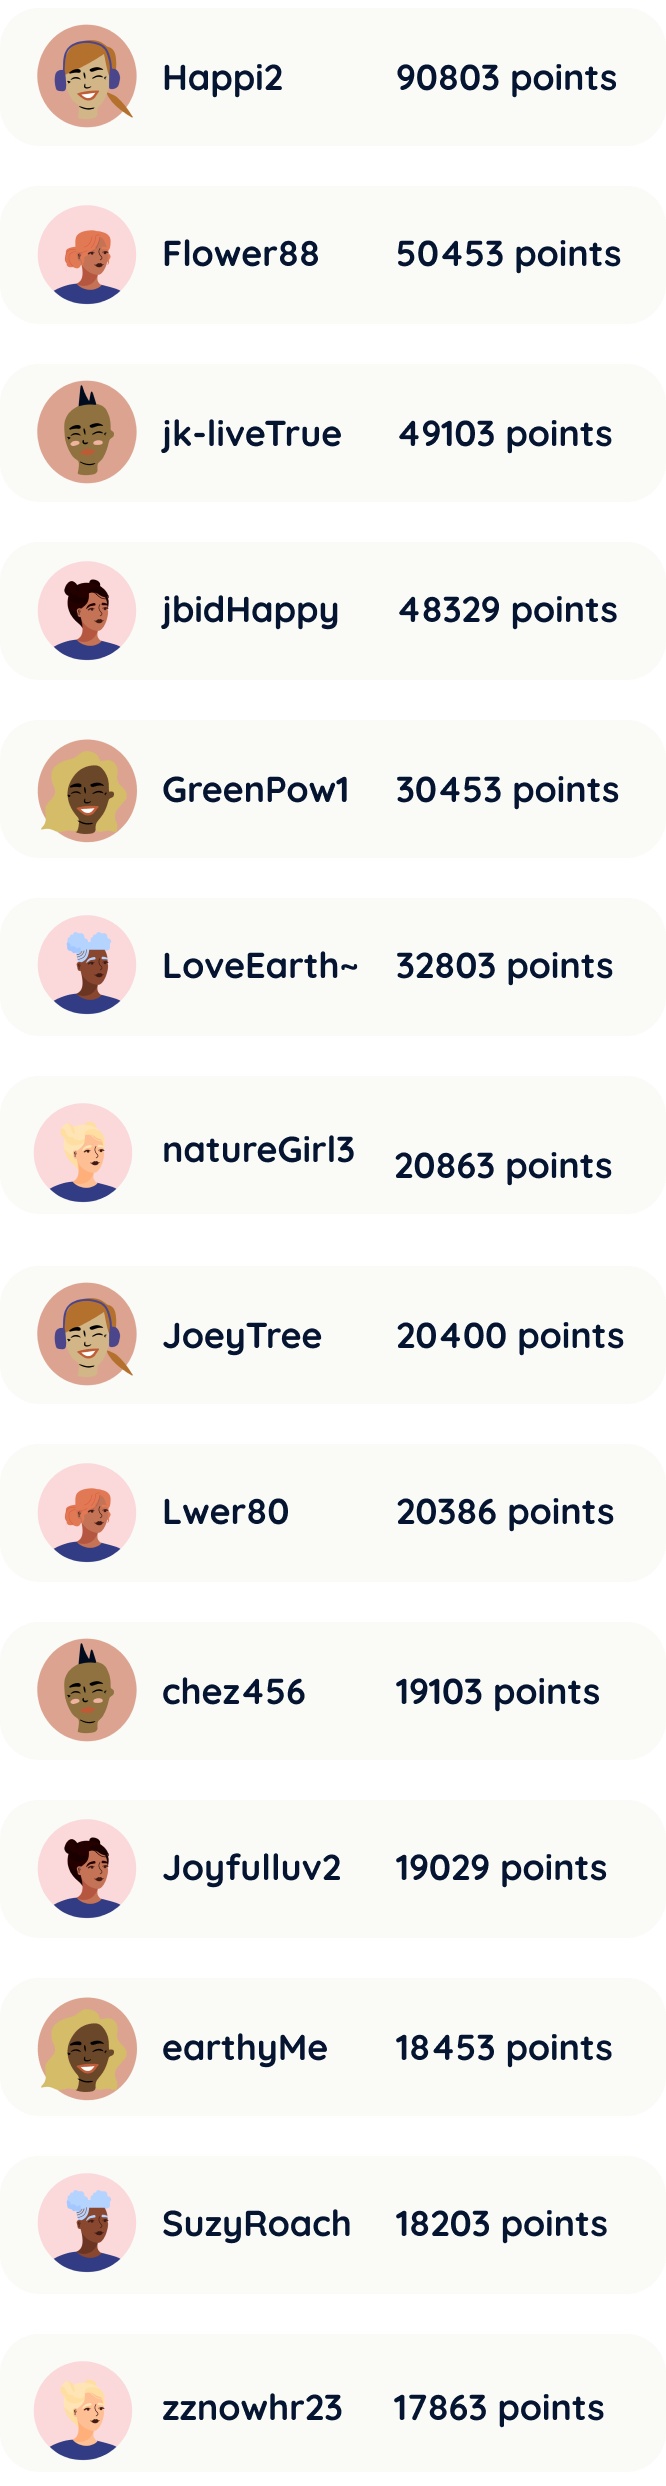 Happi2 90803 points
Flower88 50453 points
jk-liveTrue 49103 points
jbidHappy 48329 points
GreenPow1 30453 points
LoveEarth~ 32803 points
natureGirl3 20863 points
JoeyTree 20400 points
Lwer80 20386 points
chez456 19103 points
Joyfulluv2 19029 points
earthyMe 18453 points
SuzyRoach 18203 points
zznowhr23 17863 points